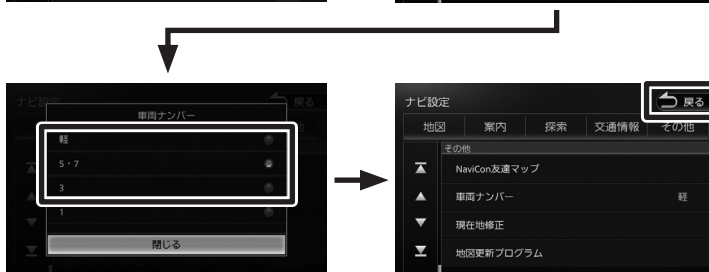 ナビ設定
戻る
車両ナンバー
軽
5・7
3
1
閉じる
ナビ設定
戻る
地図 案内 探索 交通情報 その他
その他
NaviCon友達マップ
車両ナンバー 軽
現在地修正
地図更新プログラム